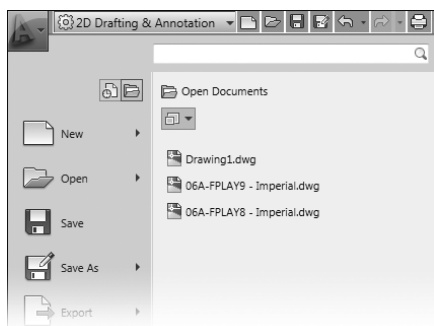 2D Drafting & Annotation
Open Documents
New
Open
Drawing1.dwg
06A-FPLAY9 - Imperial.dwg
Save
06A-FPLAY8 - Imperial.dwg
Save As
Export